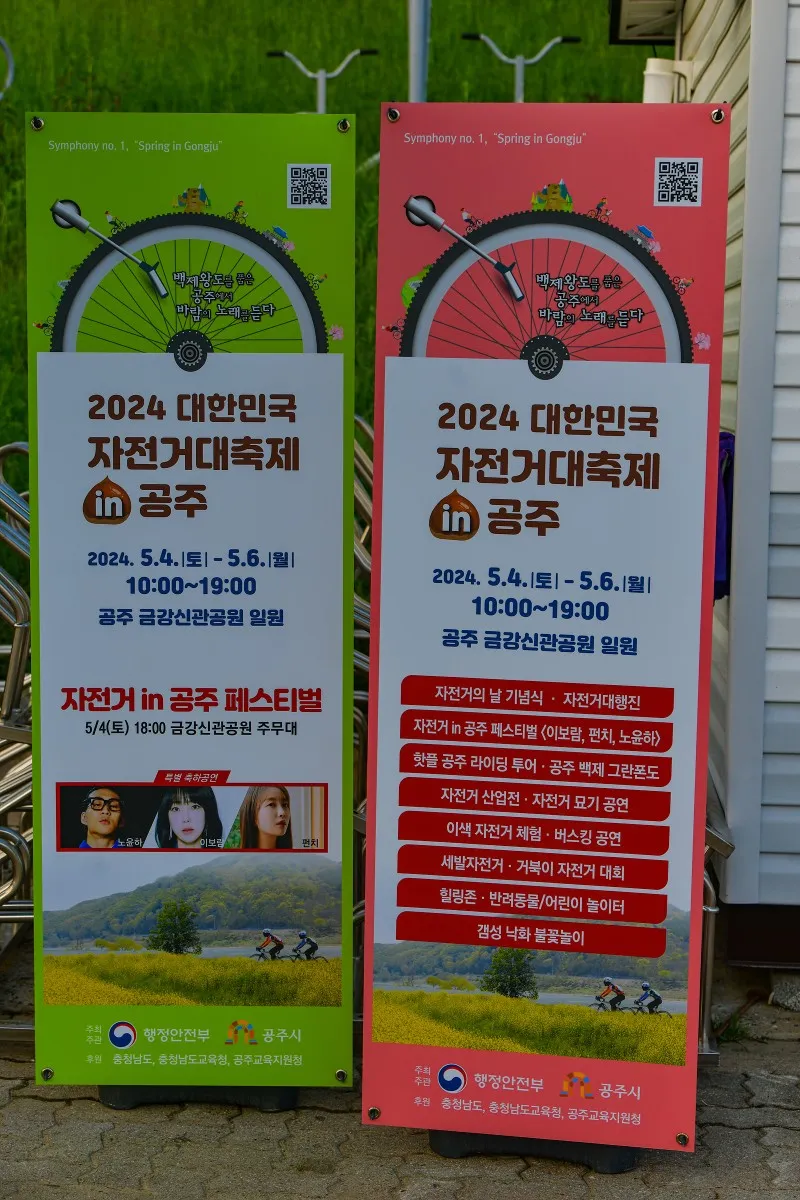 Symphony no. 1, "Spring in Gongju"
백제왕도를 품은
공주에서
바람의 노래를 듣다
2024 대한민국
자전거대축제
in 공주
2024. 5.4.|토| - 5.6.|월|
10:00~19:00
공주 금강신관공원 일원
자전거 in 공주 페스티벌
5/4(토) 18:00 금강신관공원 주무대
특별 축하공연
노윤하
이보람
펀치
주최
주관
행정안전부
공주시
후원
충청남도, 충청남도교육청, 공주교육지원청
Symphony no. 1, "Spring in Gongju"
백제왕도를 품은
공주에서
바람의 노래를 듣다
2024 대한민국
자전거대축제
in 공주
2024. 5.4.|토| - 5.6.|월|
10:00~19:00
공주 금강신관공원 일원
자전거의 날 기념식 · 자전거대행진
자전거 in 공주 페스티벌 <이보람, 펀치, 노윤하>
핫플 공주 라이딩 투어 · 공주 백제 그란폰도
자전거 산업전 · 자전거 묘기 공연
이색 자전거 체험 · 버스킹 공연
세발자전거 · 거북이 자전거 대회
힐링존 · 반려동물/어린이 놀이터
갬성 낙화 불꽃놀이
주최
주관
행정안전부
공주시
후원
충청남도, 충청남도교육청, 공주교육지원청